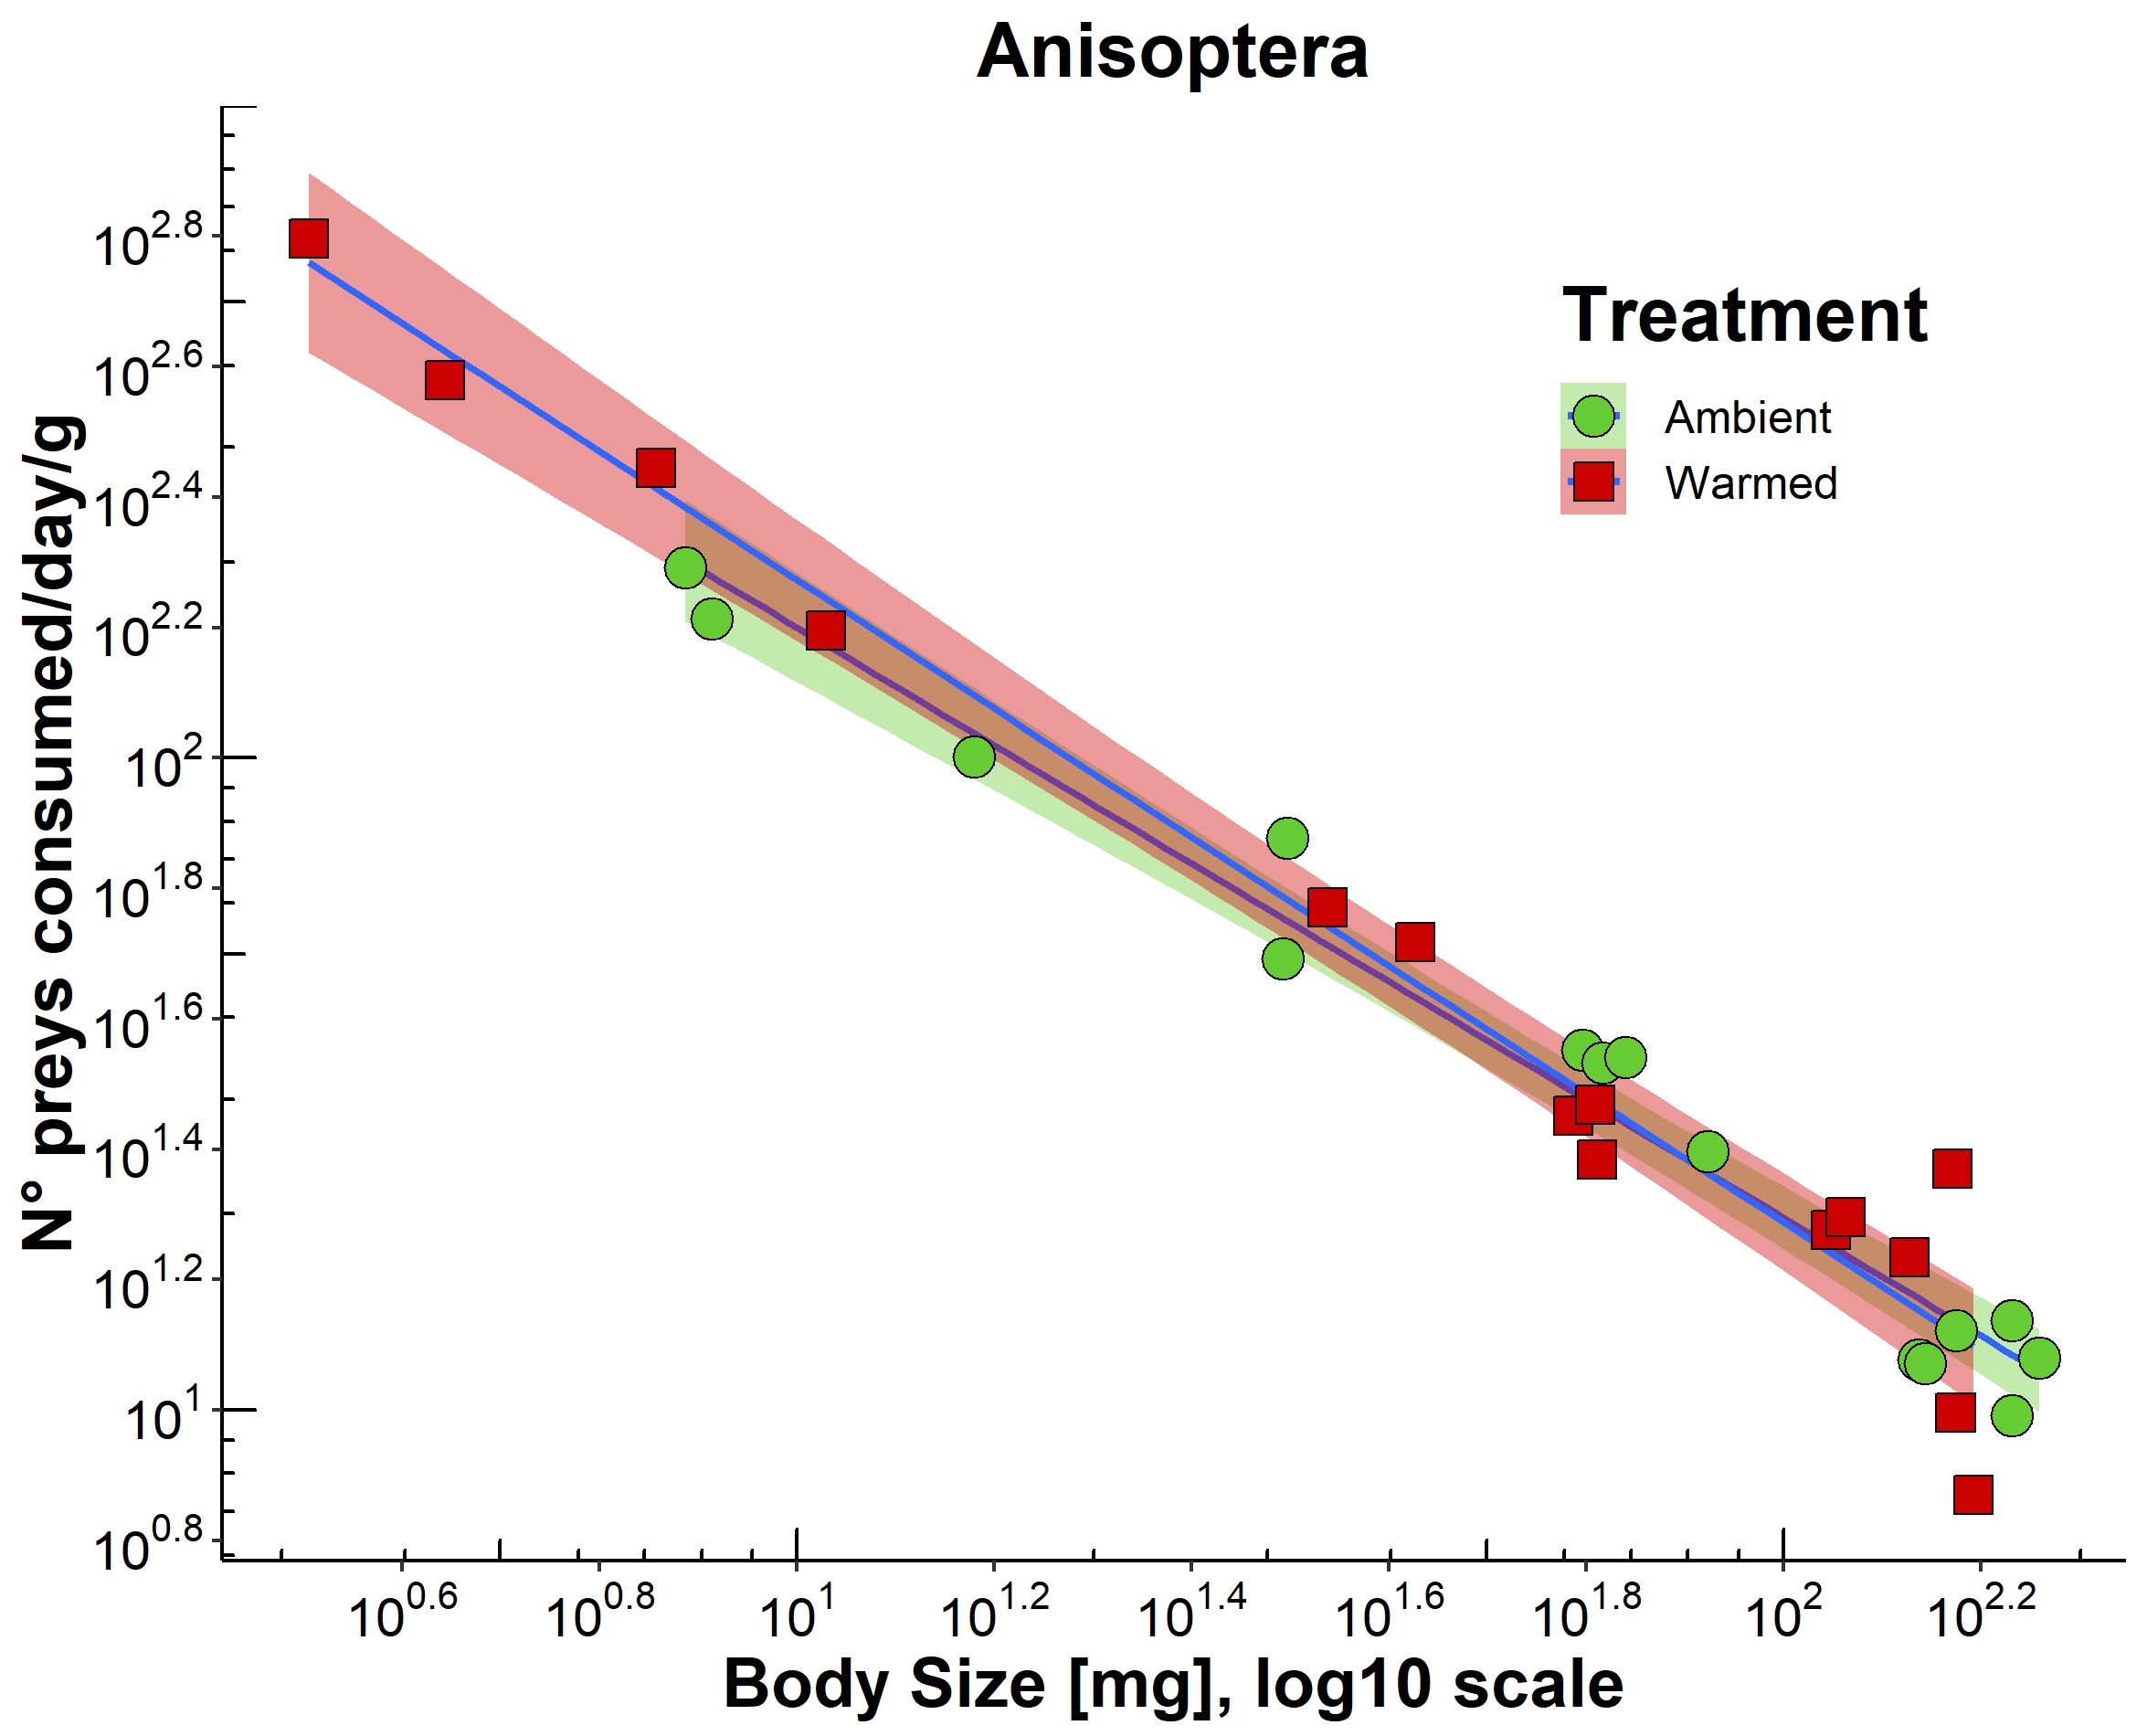 Anisoptera
N° preys consumed/day/g
10^2.8
10^2.6
10^2.4
10^2.2
10^2
10^1.8
10^1.6
10^1.4
10^1.2
10^1
10^0.8
Treatment
Ambient
Warmed
10^0.6 10^0.8 10^1 10^1.2 10^1.4 10^1.6 10^1.8 10^2 10^2.2
Body Size [mg], log10 scale